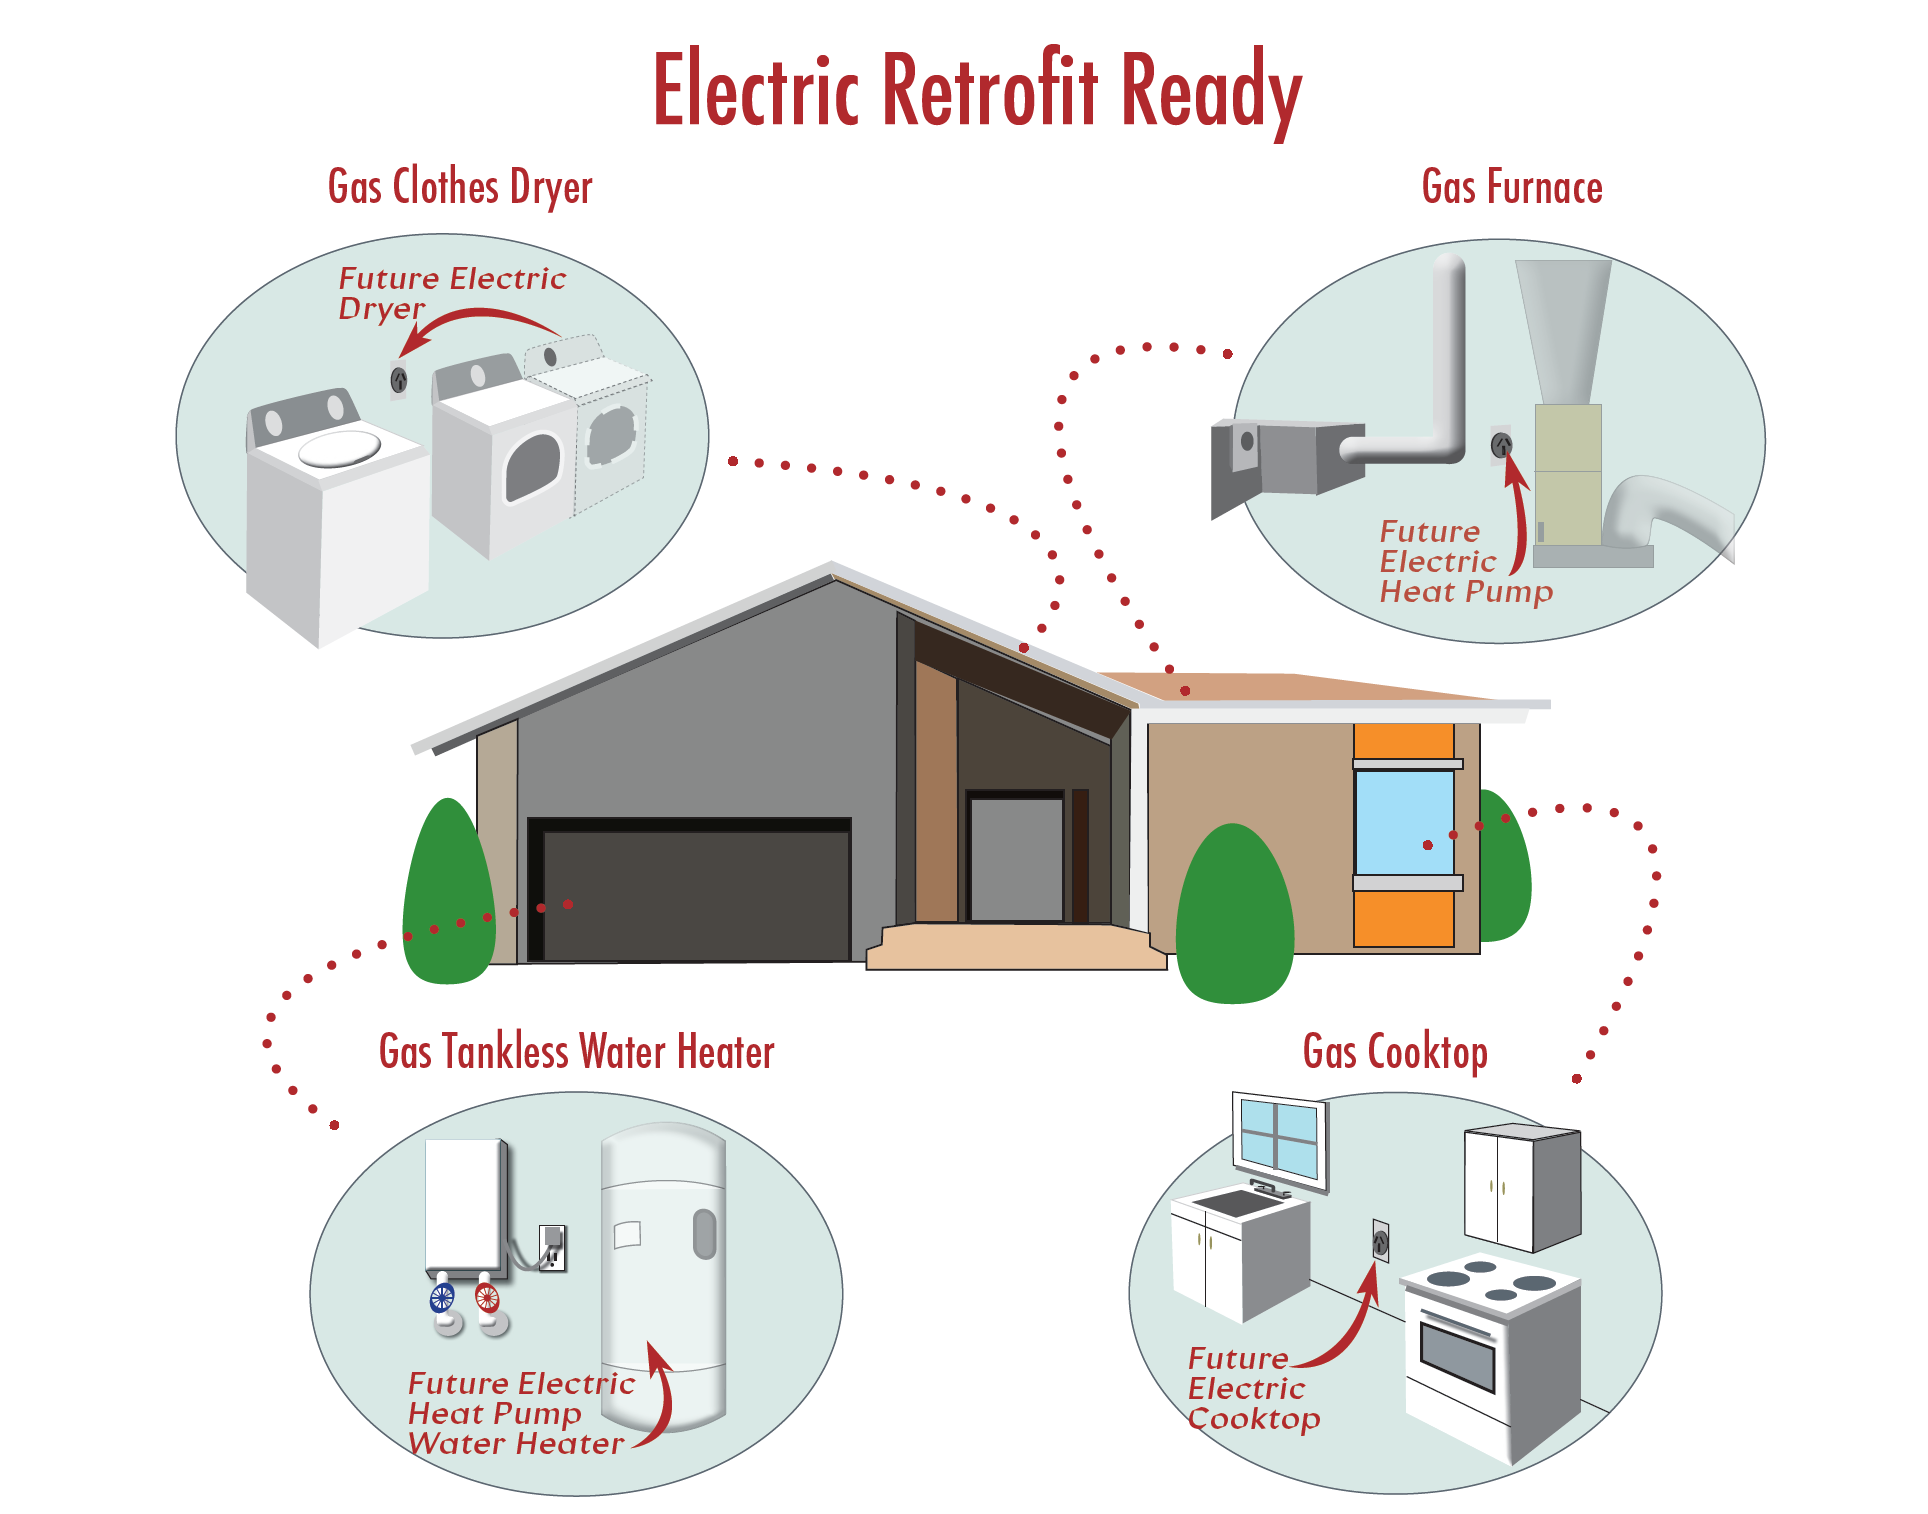 Electric Retrofit Ready
Gas Clothes Dryer
Future Electric
Dryer
Gas Furnace
Future
Electric
Heat Pump
Gas Tankless Water Heater
Future Electric
Heat Pump
Water Heater
Gas Cooktop
Future
Electric
Cooktop